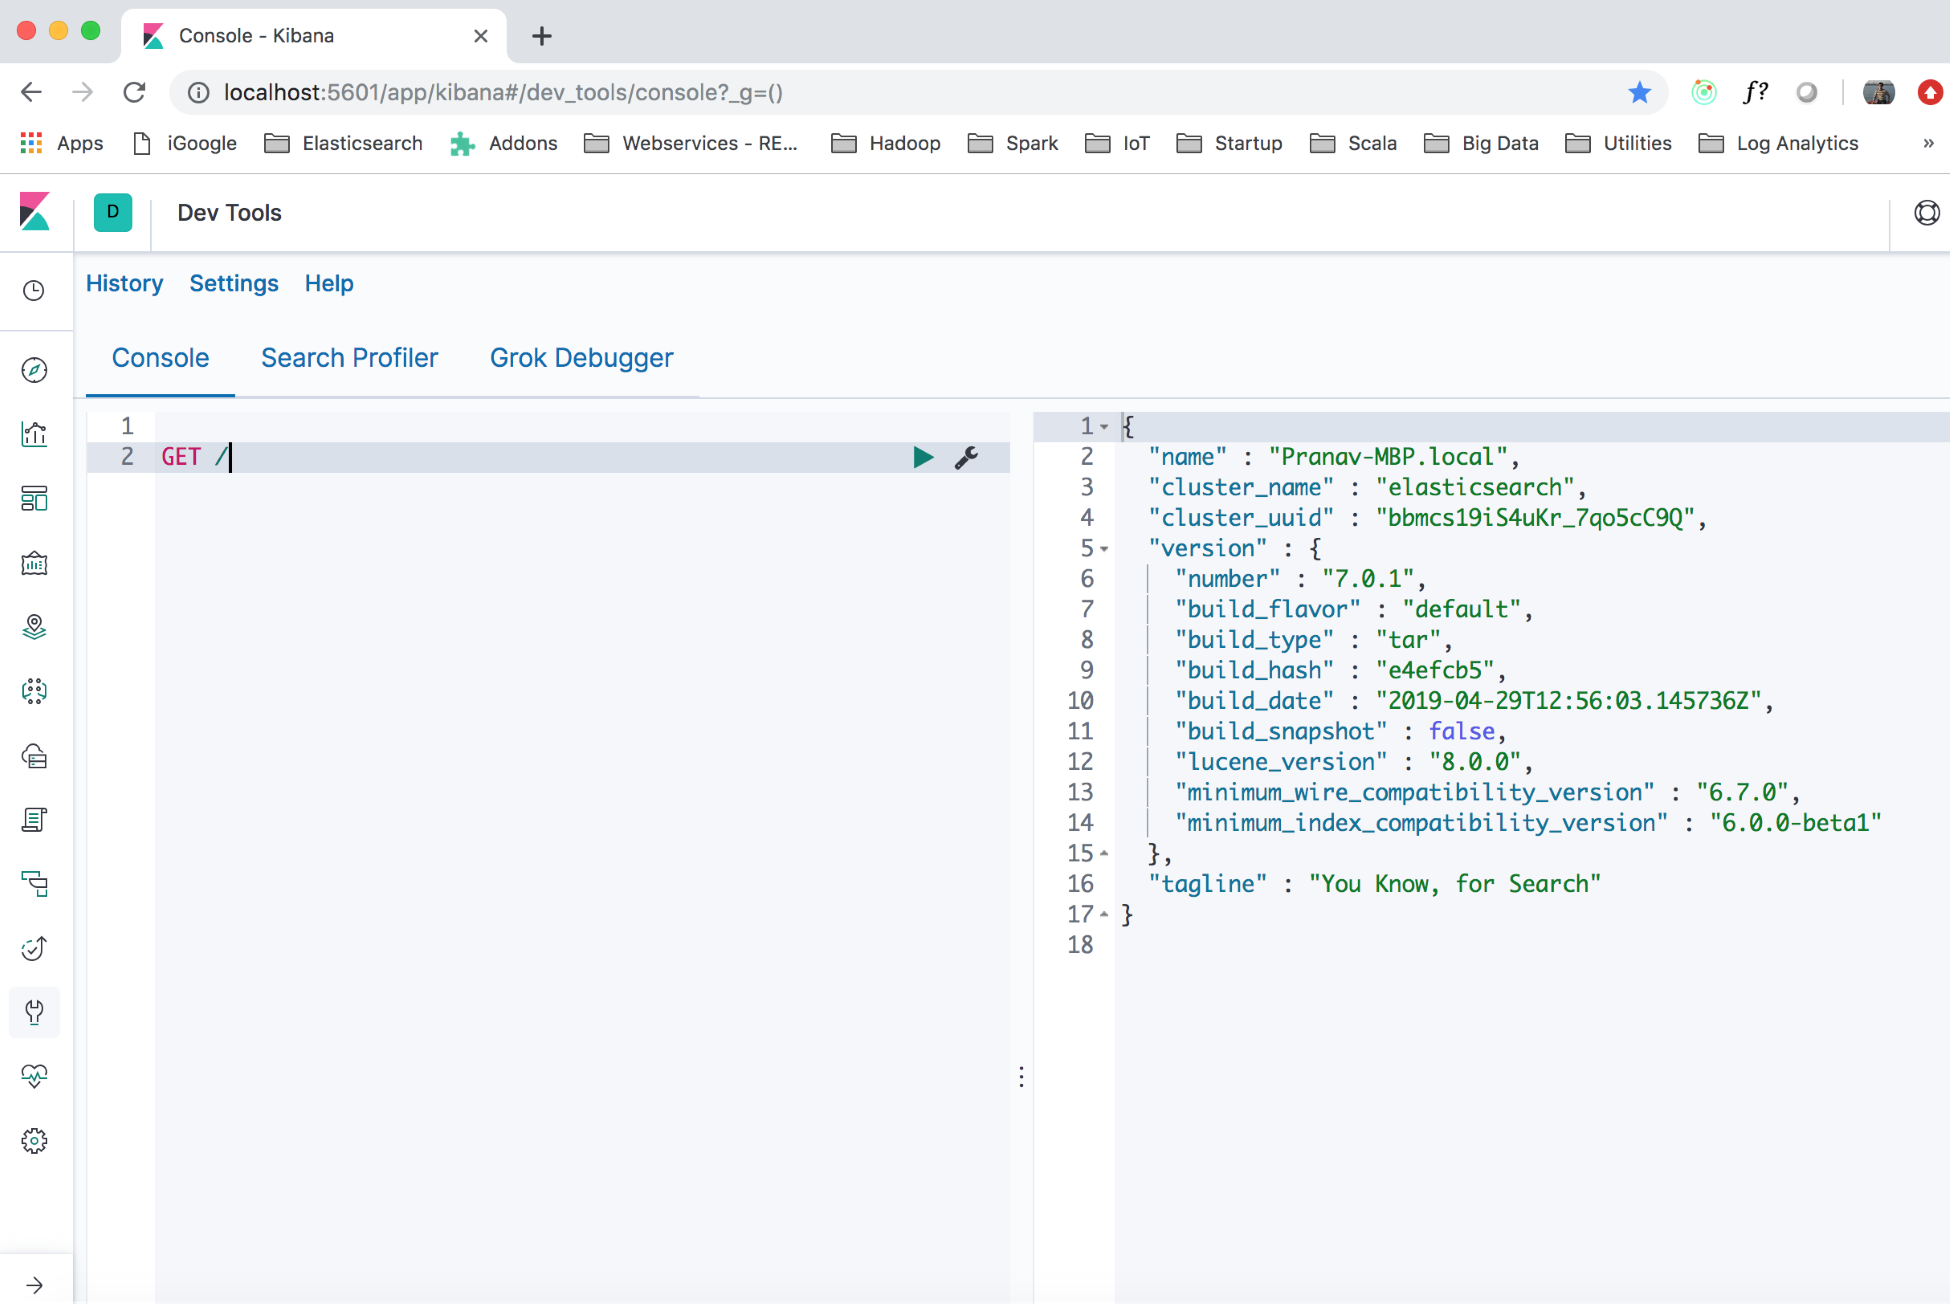 Console - Kibana
localhost:5601/app/kibana#/dev_tools/console?_g=()
f?
Apps iGoogle Elasticsearch Addons Webservices - RE... Hadoop Spark IoT Startup Scala Big Data Utilities Log Analytics »
D Dev Tools
History Settings Help
Console Search Profiler Grok Debugger
1
2 GET /
1 {
2 "name" : "Pranav-MBP.local",
3 "cluster_name" : "elasticsearch",
4 "cluster_uuid" : "bbmcs19iS4uKr_7qo5cC9Q",
5 "version" : {
6 "number" : "7.0.1",
7 "build_flavor" : "default",
8 "build_type" : "tar",
9 "build_hash" : "e4efcb5",
10 "build_date" : "2019-04-29T12:56:03.145736Z",
11 "build_snapshot" : false,
12 "lucene_version" : "8.0.0",
13 "minimum_wire_compatibility_version" : "6.7.0",
14 "minimum_index_compatibility_version" : "6.0.0-beta1"
15 },
16 "tagline" : "You Know, for Search"
17 }
18